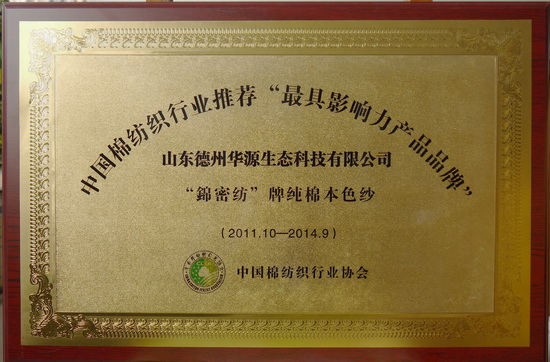 中国棉纺织行业推荐“最具影响力产品品牌”
山东德州华源生态科技有限公司
“錦密纺”牌纯棉本色纱
(2011.10—2014.9)
中国棉纺织行业协会